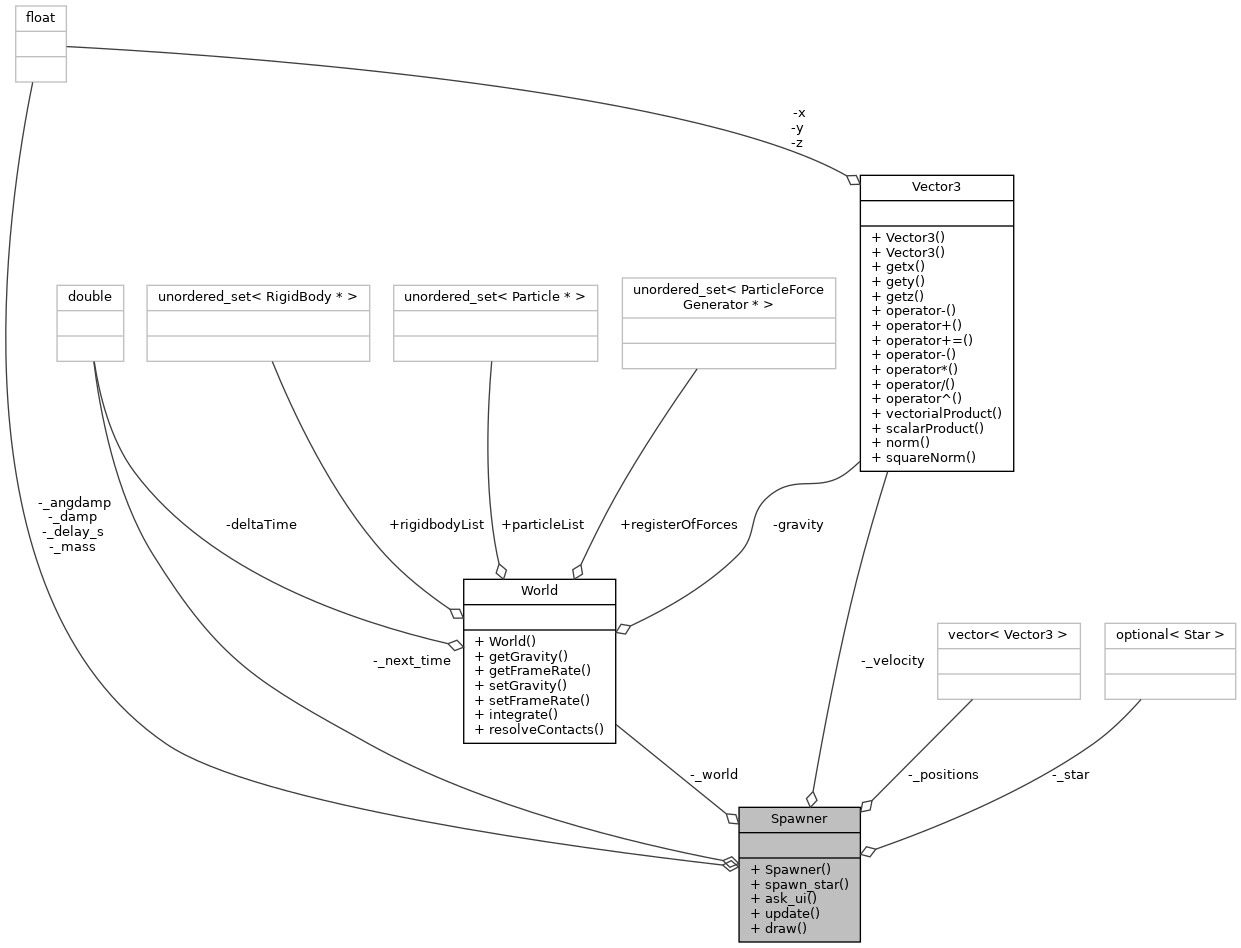 float
-x
-y
-z
Vector3
+ Vector3()
+ Vector3()
+ getx()
+ gety()
+ getz()
+ operator-()
+ operator+()
+ operator+=()
+ operator-()
+ operator*()
+ operator/()
+ operator^()
+ vectorialProduct()
+ scalarProduct()
+ norm()
+ squareNorm()
double
unordered_set< RigidBody * >
unordered_set< Particle * >
unordered_set< ParticleForce
Generator * >
-_angdamp
-_damp
-_delay_s
-_mass
-deltaTime
+rigidbodyList
+particleList
+registerOfForces
-gravity
World
+ World()
+ getGravity()
+ getFrameRate()
+ setGravity()
+ setFrameRate()
+ integrate()
+ resolveContacts()
-_next_time
-_velocity
vector< Vector3 >
optional< Star >
-_world
-_positions
-_star
Spawner
+ Spawner()
+ spawn_star()
+ ask_ui()
+ update()
+ draw()